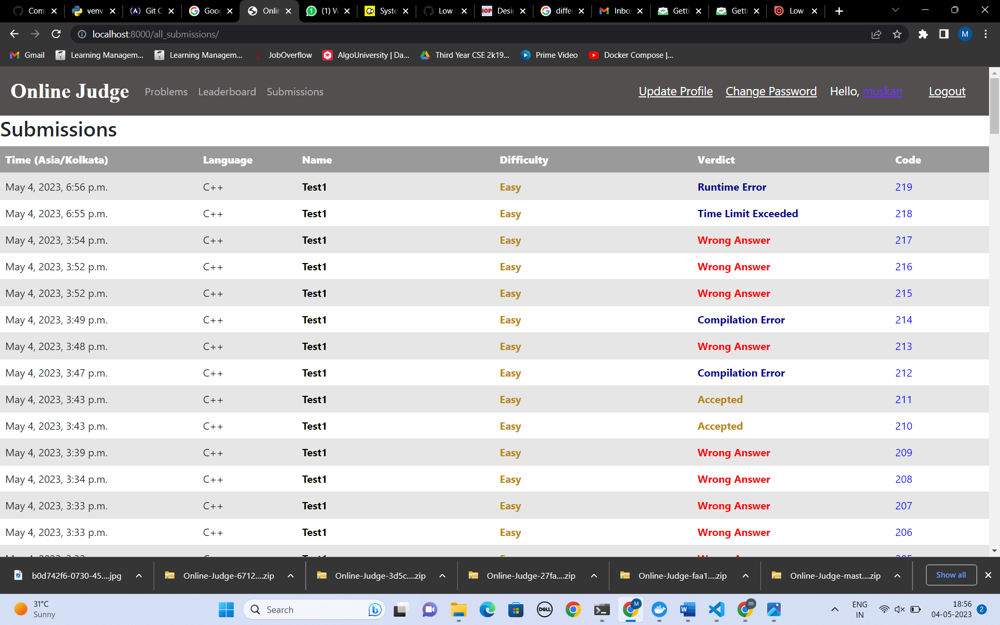 Com
venv
Git C
Goog
Onlin
(1) W
Syste
Low
Desig
differ
Inbo
Getti
Getti
Low
localhost:8000/all_submissions/
M
Gmail
Learning Managem...
Learning Managem...
JobOverflow
AlgoUniversity | Da...
Third Year CSE 2k19...
Prime Video
Docker Compose |...
Online Judge Problems Leaderboard Submissions Update Profile Change Password Hello, muskan Logout
Submissions
Time (Asia/Kolkata) Language Name Difficulty Verdict Code
May 4, 2023, 6:56 p.m. C++ Test1 Easy Runtime Error 219
May 4, 2023, 6:55 p.m. C++ Test1 Easy Time Limit Exceeded 218
May 4, 2023, 3:54 p.m. C++ Test1 Easy Wrong Answer 217
May 4, 2023, 3:52 p.m. C++ Test1 Easy Wrong Answer 216
May 4, 2023, 3:52 p.m. C++ Test1 Easy Wrong Answer 215
May 4, 2023, 3:49 p.m. C++ Test1 Easy Compilation Error 214
May 4, 2023, 3:48 p.m. C++ Test1 Easy Wrong Answer 213
May 4, 2023, 3:47 p.m. C++ Test1 Easy Compilation Error 212
May 4, 2023, 3:43 p.m. C++ Test1 Easy Accepted 211
May 4, 2023, 3:43 p.m. C++ Test1 Easy Accepted 210
May 4, 2023, 3:39 p.m. C++ Test1 Easy Wrong Answer 209
May 4, 2023, 3:34 p.m. C++ Test1 Easy Wrong Answer 208
May 4, 2023, 3:33 p.m. C++ Test1 Easy Wrong Answer 207
May 4, 2023, 3:33 p.m. C++ Test1 Easy Wrong Answer 206
b0d742f6-0730-45....jpg
Online-Judge-6712....zip
Online-Judge-3d5c....zip
Online-Judge-27fa....zip
Online-Judge-faa1....zip
Online-Judge-mast....zip
Show all
31°C
Sunny
Search
DELL
M
m
ENG
IN
18:56
04-05-2023
2